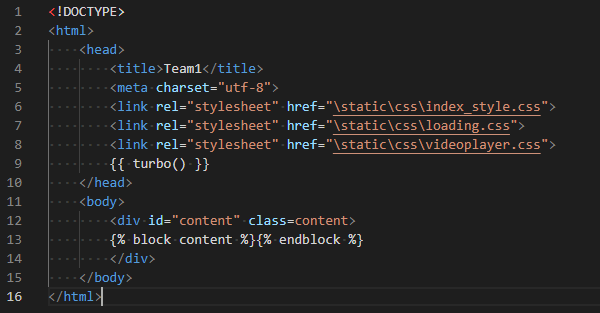 1 <!DOCTYPE>
2 <html>
3 <head>
4 <title>Team1</title>
5 <meta charset="utf-8">
6 <link rel="stylesheet" href="\static\css\index_style.css">
7 <link rel="stylesheet" href="\static\css\loading.css">
8 <link rel="stylesheet" href="\static\css\videoplayer.css">
9 {{ turbo() }}
10 </head>
11 <body>
12 <div id="content" class=content>
13 {% block content %}{% endblock %}
14 </div>
15 </body>
16 </html>